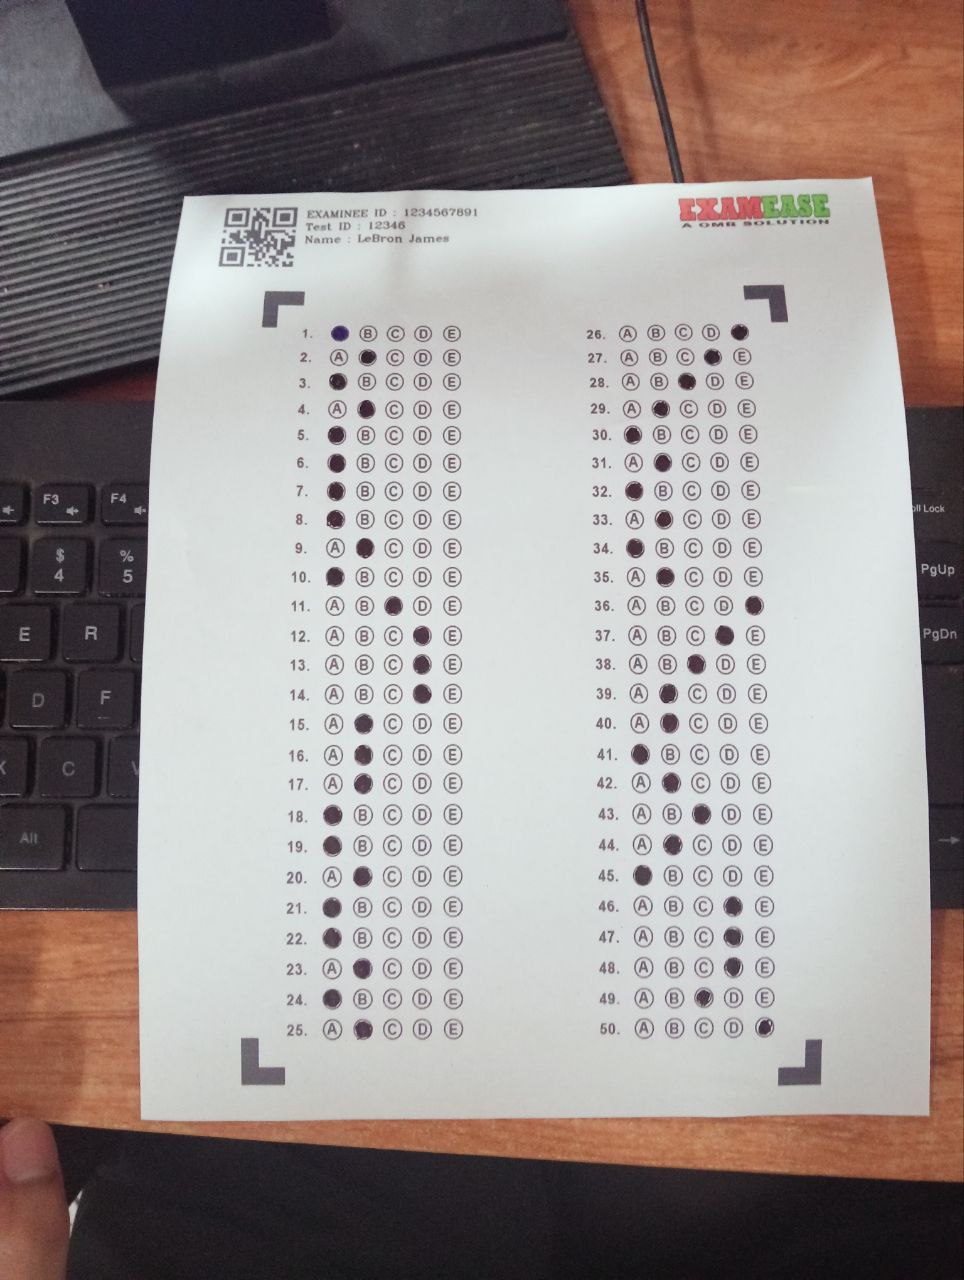 EXAMINEE ID : 1234567891
Test ID : 12346
Name : LeBron James
EXAMEASE
A OMR SOLUTION
1. B C D E
2. A C D E
3. B C D E
4. A C D E
5. B C D E
6. B C D E
7. B C D E
8. B C D E
9. A C D E
10. B C D E
11. A B D E
12. A B C E
13. A B C E
14. A B C E
15. A C D E
16. A C D E
17. A C D E
18. B C D E
19. B C D E
20. A C D E
21. B C D E
22. B C D E
23. A C D E
24. B C D E
25. A C D E
26. A B C D
27. A B C E
28. A B D E
29. A C D E
30. B C D E
31. A C D E
32. B C D E
33. A C D E
34. B C D E
35. A C D E
36. A B C D
37. A B C E
38. A B D E
39. A C D E
40. A C D E
41. B C D E
42. A C D E
43. A B D E
44. A C D E
45. B C D E
46. A B C E
47. A B C E
48. A B C E
49. A B D E
50. A B C D
F3
F4
$
4
%
5
E
R
D
F
C
Alt
Lock
PgUp
PgDn